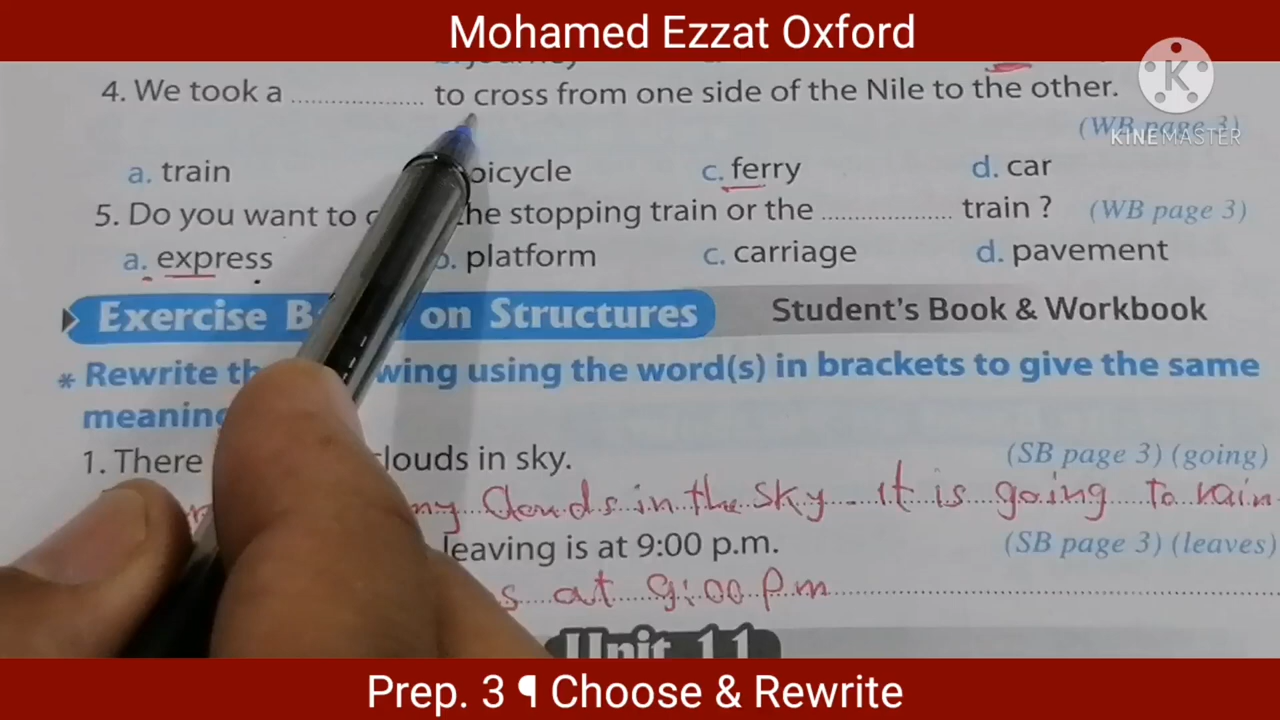 Mohamed Ezzat Oxford
4. We took a .................. to cross from one side of the Nile to the other.
(WB page 3)
K
KINEMASTER
a. train bicycle c. ferry d. car
5. Do you want to the stopping train or the .................. train ? (WB page 3)
a. express b. platform c. carriage d. pavement
Exercise on Structures Student's Book & Workbook
* Rewrite using the word(s) in brackets to give the same
meaning
1. There clouds in sky. (SB page 3) (going)
clouds in the sky. it is going to rain
leaving is at 9:00 p.m. (SB page 3) (leaves)
at 9:00 p.m
Unit 11
Prep. 3 ¶ Choose & Rewrite